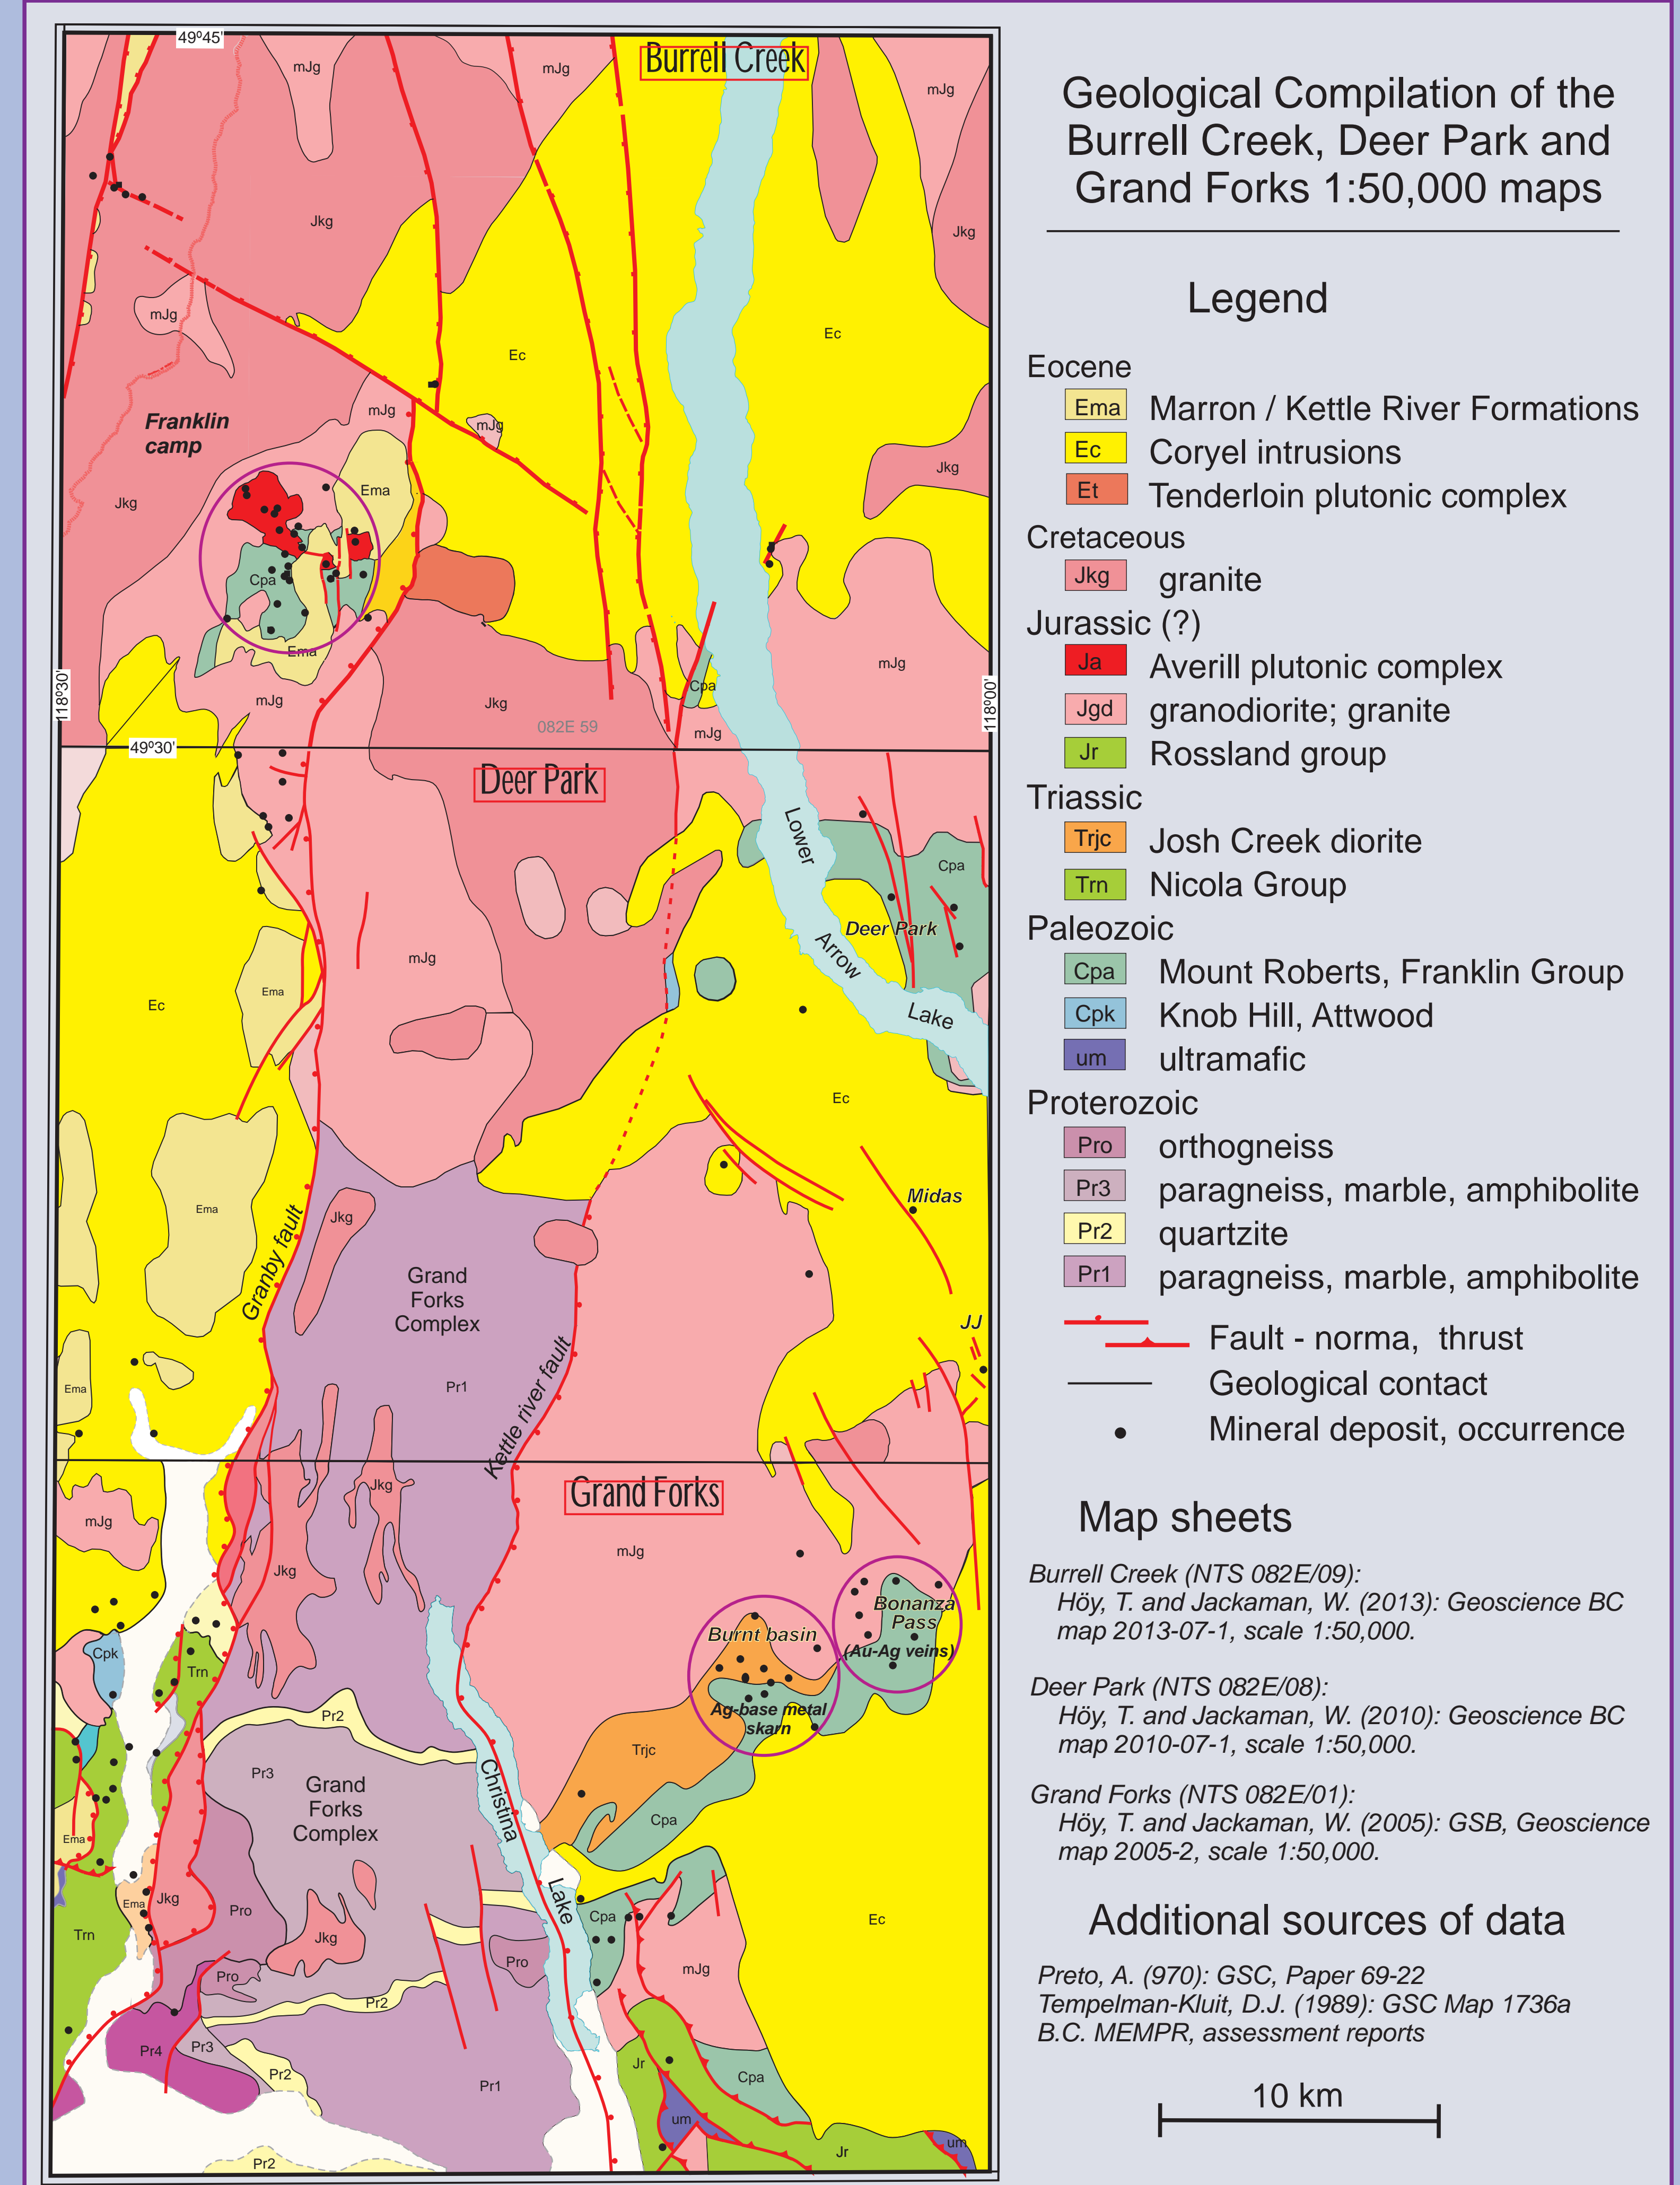 49º45'
Burrell Creek
mJg
mJg
mJg
Jkg
Jkg
mJg
Ec
Ec
mJg
mJg
Franklin
camp
Jkg
Ema
Jkg
Cpa
Ema
mJg
118º30'
118º00'
mJg
Jkg
Cpa
082E 59
mJg
49º30'
Deer Park
Lower
Arrow
Lake
Cpa
Deer Park
mJg
Ema
Ec
Ec
Midas
Ema
Granby fault
Jkg
Grand
Forks
Complex
JJ
Ema
Pr1
Kettle river fault
Jkg
Grand Forks
mJg
mJg
Jkg
Bonanza
Pass
(Au-Ag veins)
Burnt basin
Ag-base metal
skarn
Cpk
Trn
Pr2
Trjc
Pr3
Grand
Forks
Complex
Christina
Lake
Cpa
Ema
Ema
Jkg
Pro
Jkg
Cpa
Ec
Trn
Pro
Pro
mJg
Pr2
Pr4
Pr3
Pr2
Pr1
Jr
Cpa
um
Jr
um
Pr2
Geological Compilation of the
Burrell Creek, Deer Park and
Grand Forks 1:50,000 maps
Legend
Eocene
Ema Marron / Kettle River Formations
Ec Coryel intrusions
Et Tenderloin plutonic complex
Cretaceous
Jkg granite
Jurassic (?)
Ja Averill plutonic complex
Jgd granodiorite; granite
Jr Rossland group
Triassic
Trjc Josh Creek diorite
Trn Nicola Group
Paleozoic
Cpa Mount Roberts, Franklin Group
Cpk Knob Hill, Attwood
um ultramafic
Proterozoic
Pro orthogneiss
Pr3 paragneiss, marble, amphibolite
Pr2 quartzite
Pr1 paragneiss, marble, amphibolite
Fault - norma, thrust
Geological contact
Mineral deposit, occurrence
Map sheets
Burrell Creek (NTS 082E/09):
Höy, T. and Jackaman, W. (2013): Geoscience BC
map 2013-07-1, scale 1:50,000.
Deer Park (NTS 082E/08):
Höy, T. and Jackaman, W. (2010): Geoscience BC
map 2010-07-1, scale 1:50,000.
Grand Forks (NTS 082E/01):
Höy, T. and Jackaman, W. (2005): GSB, Geoscience
map 2005-2, scale 1:50,000.
Additional sources of data
Preto, A. (970): GSC, Paper 69-22
Tempelman-Kluit, D.J. (1989): GSC Map 1736a
B.C. MEMPR, assessment reports
10 km